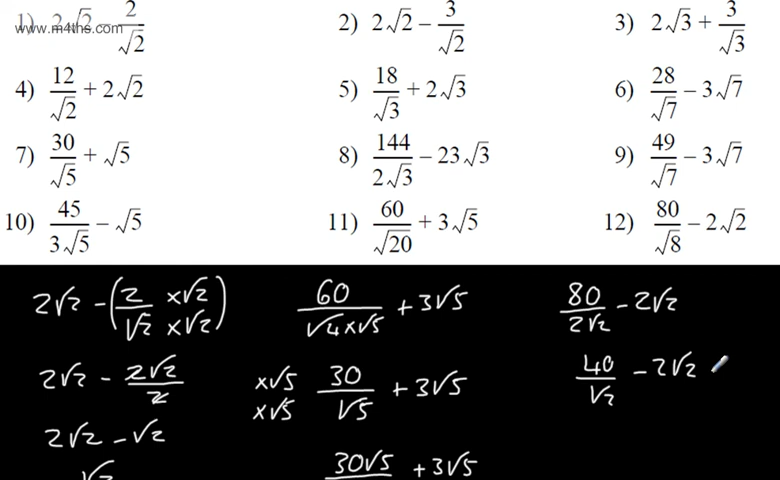 www.m4ths.com
1) 2√2 − 2/√2
2) 2√2 − 3/√2
3) 2√3 + 3/√3
4) 12/√2 + 2√2
5) 18/√3 + 2√3
6) 28/√7 − 3√7
7) 30/√5 + √5
8) 144/2√3 − 23√3
9) 49/√7 − 3√7
10) 45/3√5 − √5
11) 60/√20 + 3√5
12) 80/√8 − 2√2
2√2 − (2/√2 ×√2/×√2)
2√2 − 2√2/2
2√2 − √2
√2
60/√4×√5 + 3√5
×√5/×√5 30/√5 + 3√5
30√5 + 3√5
80/2√2 − 2√2
40/√2 − 2√2